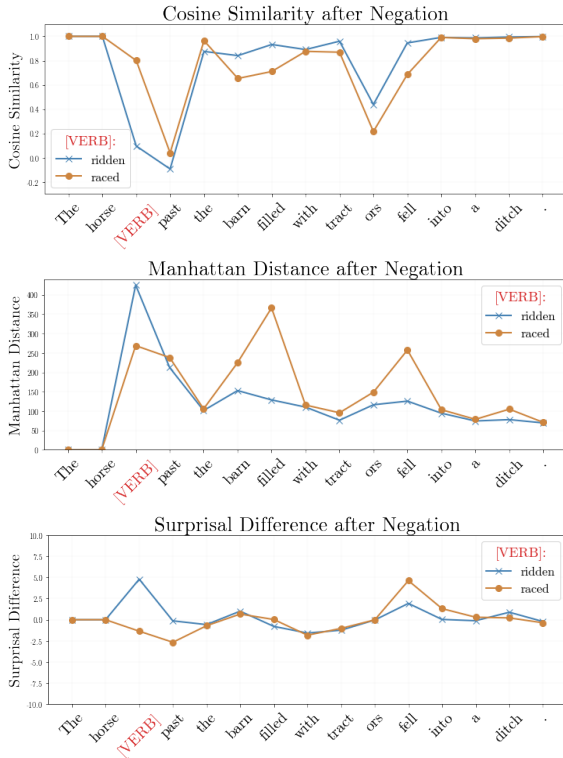 Cosine Similarity after Negation
Cosine Similarity
1.0
0.8
0.6
0.4
0.2
0.0
0.2
[VERB]:
ridden
raced
The horse [VERB] past the barn filled with tract ors fell into a ditch .
Manhattan Distance after Negation
Manhattan Distance
400
350
300
250
200
150
100
50
0
[VERB]:
ridden
raced
The horse [VERB] past the barn filled with tract ors fell into a ditch .
Surprisal Difference after Negation
Surprisal Difference
10.0
7.5
5.0
2.5
0.0
-2.5
-5.0
-7.5
-10.0
[VERB]:
ridden
raced
The horse [VERB] past the barn filled with tract ors fell into a ditch .